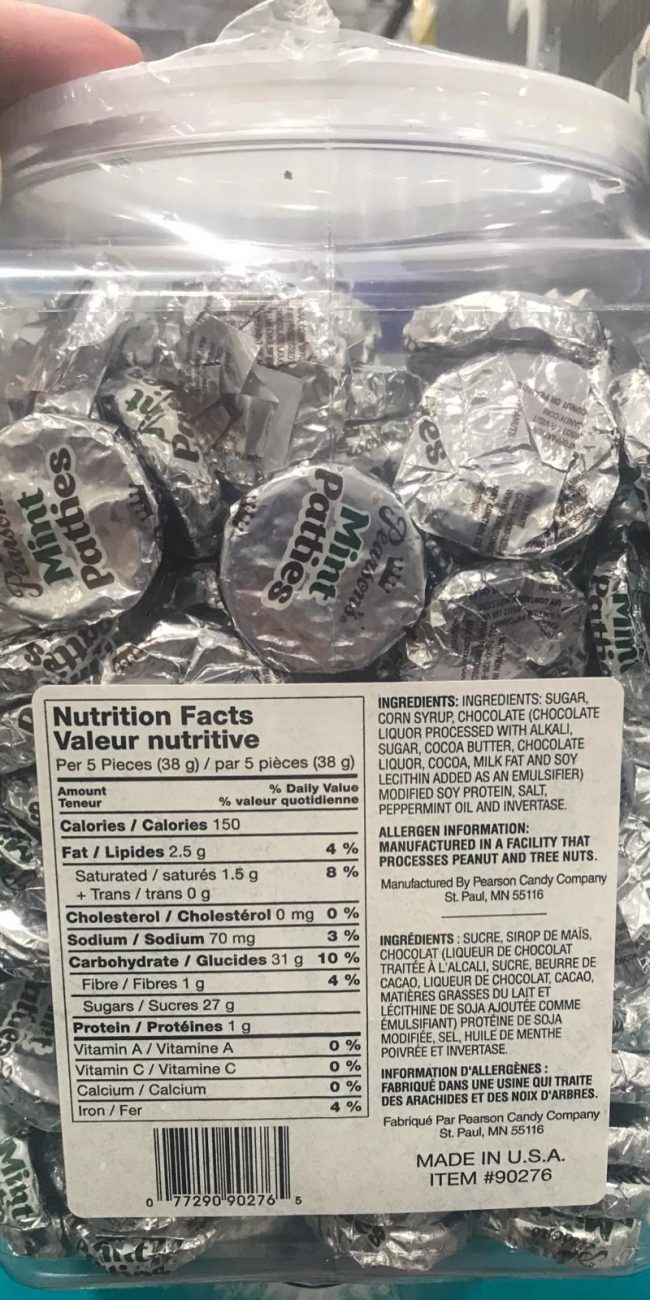 Mint
Patties
Pearson's
Mint
Patties
Pearson's
Mint
Patties
Nutrition Facts
Valeur nutritive
Per 5 Pieces (38 g) / par 5 pièces (38 g)
Amount % Daily Value
Teneur % valeur quotidienne
Calories / Calories 150
Fat / Lipides 2.5 g 4 %
Saturated / saturés 1.5 g 8 %
+ Trans / trans 0 g
Cholesterol / Cholestérol 0 mg 0 %
Sodium / Sodium 70 mg 3 %
Carbohydrate / Glucides 31 g 10 %
Fibre / Fibres 1 g 4 %
Sugars / Sucres 27 g
Protein / Protéines 1 g
Vitamin A / Vitamine A 0 %
Vitamin C / Vitamine C 0 %
Calcium / Calcium 0 %
Iron / Fer 4 %
0 77290 90276 5
INGREDIENTS: INGREDIENTS: SUGAR,
CORN SYRUP, CHOCOLATE (CHOCOLATE
LIQUOR PROCESSED WITH ALKALI,
SUGAR, COCOA BUTTER, CHOCOLATE
LIQUOR, COCOA, MILK FAT AND SOY
LECITHIN ADDED AS AN EMULSIFIER)
MODIFIED SOY PROTEIN, SALT,
PEPPERMINT OIL AND INVERTASE.
ALLERGEN INFORMATION:
MANUFACTURED IN A FACILITY THAT
PROCESSES PEANUT AND TREE NUTS.
Manufactured By Pearson Candy Company
St. Paul, MN 55116
INGRÉDIENTS : SUCRE, SIROP DE MAÏS,
CHOCOLAT (LIQUEUR DE CHOCOLAT
TRAITÉE À L'ALCALI, SUCRE, BEURRE DE
CACAO, LIQUEUR DE CHOCOLAT, CACAO,
MATIÈRES GRASSES DU LAIT ET
LÉCITHINE DE SOJA AJOUTÉE COMME
ÉMULSIFIANT) PROTÉINE DE SOJA
MODIFIÉE, SEL, HUILE DE MENTHE
POIVRÉE ET INVERTASE.
INFORMATION D'ALLERGÈNES :
FABRIQUÉ DANS UNE USINE QUI TRAITE
DES ARACHIDES ET DES NOIX D'ARBRES.
Fabriqué Par Pearson Candy Company
St. Paul, MN 55116
MADE IN U.S.A.
ITEM #90276